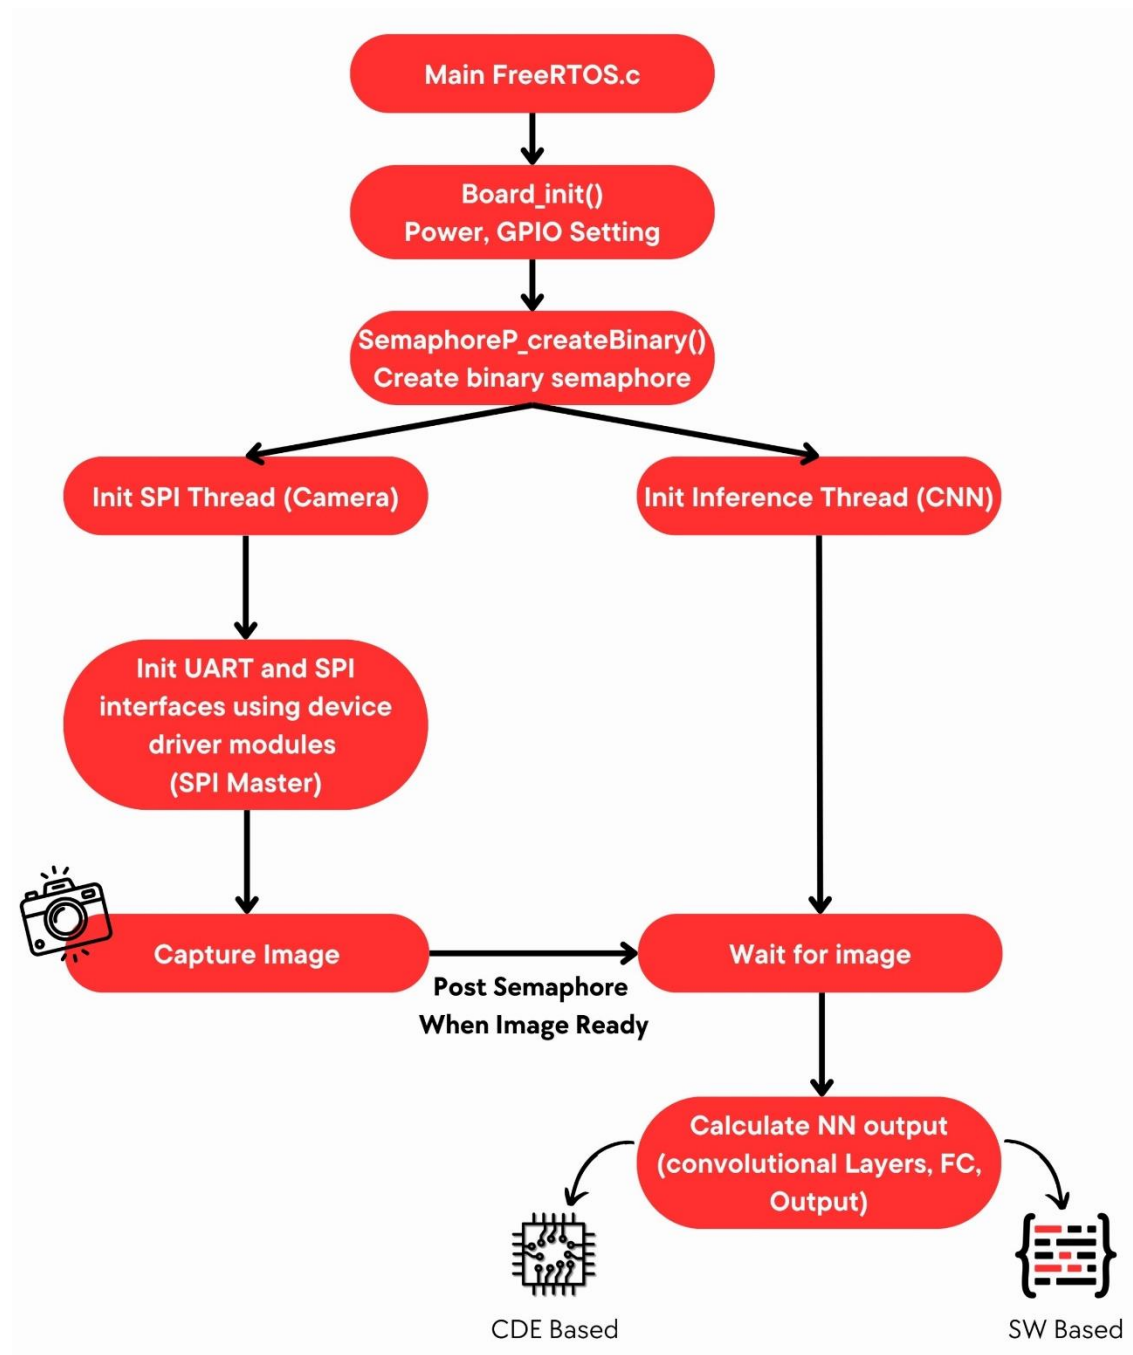 Main FreeRTOS.c
Board_init()
Power, GPIO Setting
SemaphoreP_createBinary()
Create binary semaphore
Init SPI Thread (Camera)
Init Inference Thread (CNN)
Init UART and SPI
interfaces using device
driver modules
(SPI Master)
Capture Image
Post Semaphore
When Image Ready
Wait for image
Calculate NN output
(convolutional Layers, FC,
Output)
CDE Based
SW Based